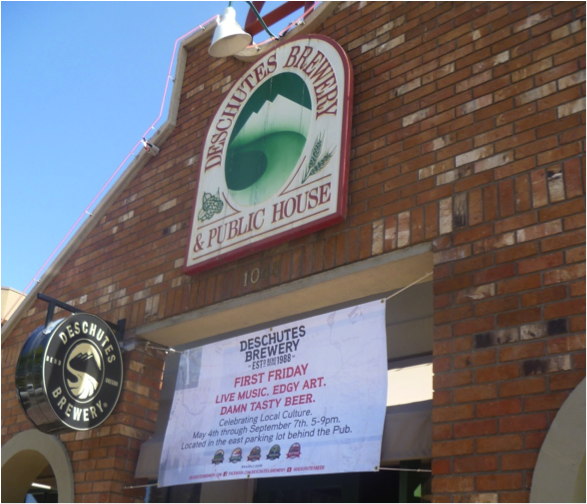 DESCHUTES BREWERY
& PUBLIC HOUSE
10
DESCHUTES
BREWERY
DESCHUTES
BREWERY
EST 1988
FIRST FRIDAY
LIVE MUSIC. EDGY ART.
DAMN TASTY BEER.
Celebrating Local Culture.
May 4th through September 7th. 5-9pm.
Located in the east parking lot behind the Pub.